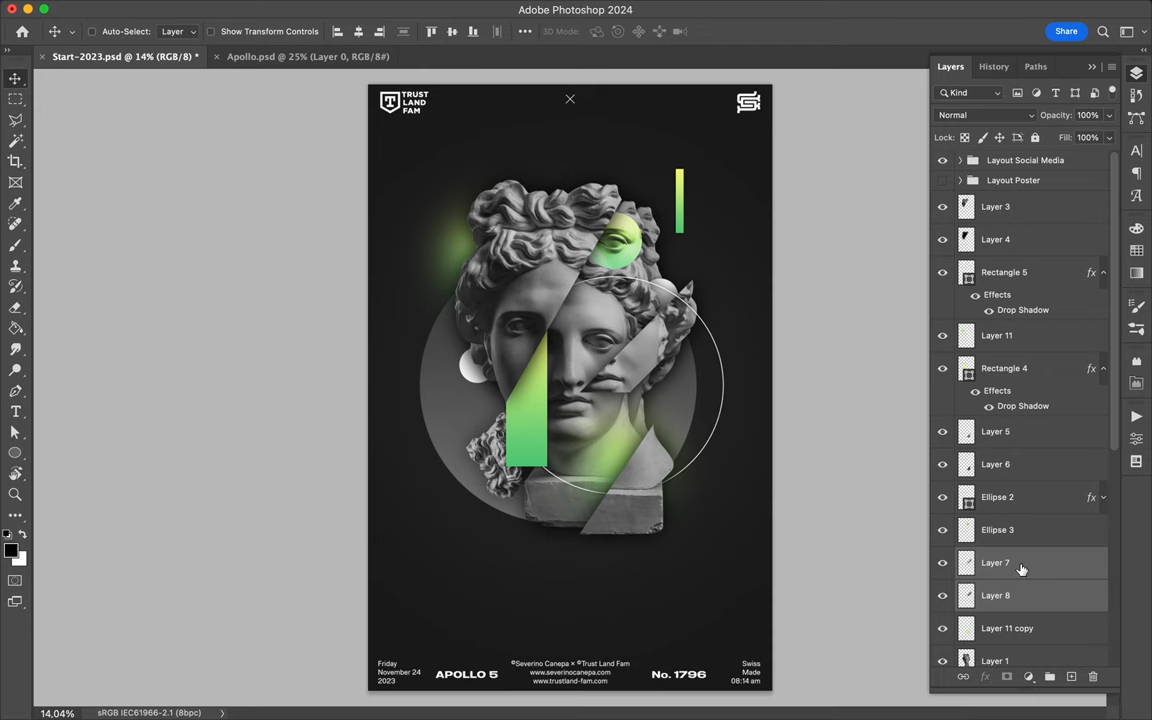 Adobe Photoshop 2024
Auto-Select: Layer Show Transform Controls 3D Mode: Share
Start-2023.psd @ 14% (RGB/8) * Apollo.psd @ 25% (Layer 0, RGB/8#)
Layers History Paths
Kind
Normal Opacity: 100%
Lock: Fill: 100%
Layout Social Media
Layout Poster
Layer 3
Layer 4
Rectangle 5 fx
Effects
Drop Shadow
Layer 11
Rectangle 4 fx
Effects
Drop Shadow
Layer 5
Layer 6
Ellipse 2 fx
Ellipse 3
Layer 7
Layer 8
Layer 11 copy
Layer 1
fx
TRUST
LAND
FAM
Friday
November 24
2023
APOLLO 5
©Severino Canepa × ©Trust Land Fam
www.severinocanepa.com
www.trustland-fam.com
No. 1796
Swiss
Made
08:14 am
14,04% sRGB IEC61966-2.1 (8bpc)